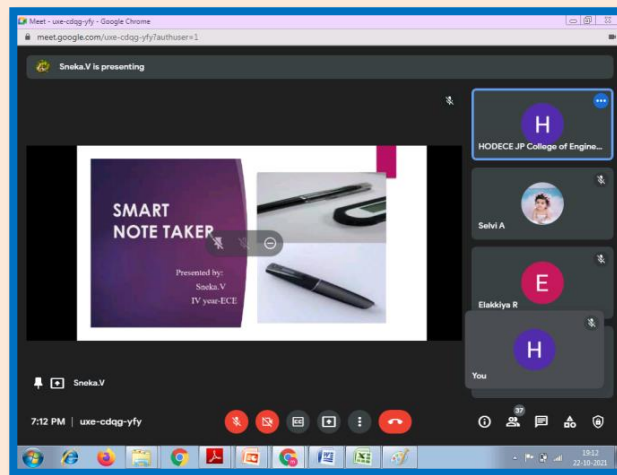 Meet - uxe-cdqg-yfy - Google Chrome
meet.google.com/uxe-cdqg-yfy?authuser=1
Sneka.V is presenting
H
HODECE JP College of Engine...
SMART
NOTE TAKER
Presented by:
Sneka.V
IV year-ECE
Selvi A
E
Elakkiya R
H
You
Sneka.V
7:12 PM | uxe-cdqg-yfy
37
19:12
22-10-2021